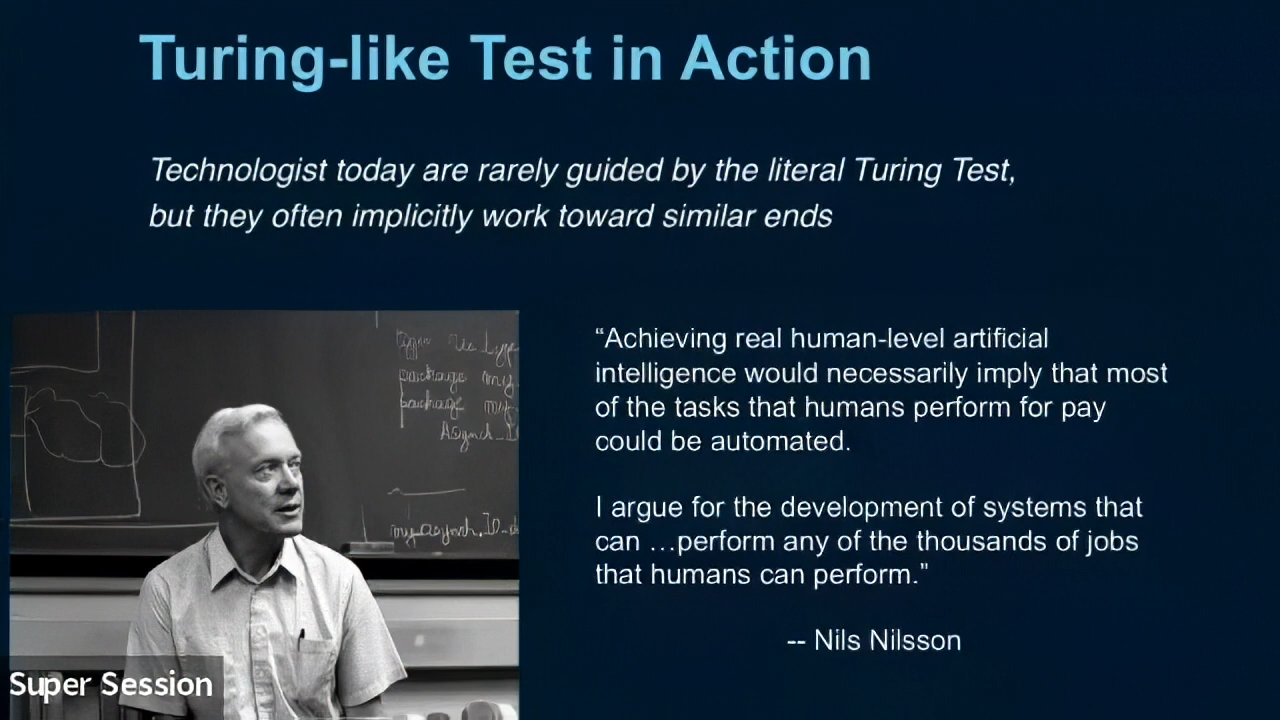 Turing-like Test in Action
Technologist today are rarely guided by the literal Turing Test,
but they often implicitly work toward similar ends
“Achieving real human-level artificial
intelligence would necessarily imply that most
of the tasks that humans perform for pay
could be automated.
I argue for the development of systems that
can …perform any of the thousands of jobs
that humans can perform.”
-- Nils Nilsson
package
package my
Asynch_IO
Super Session